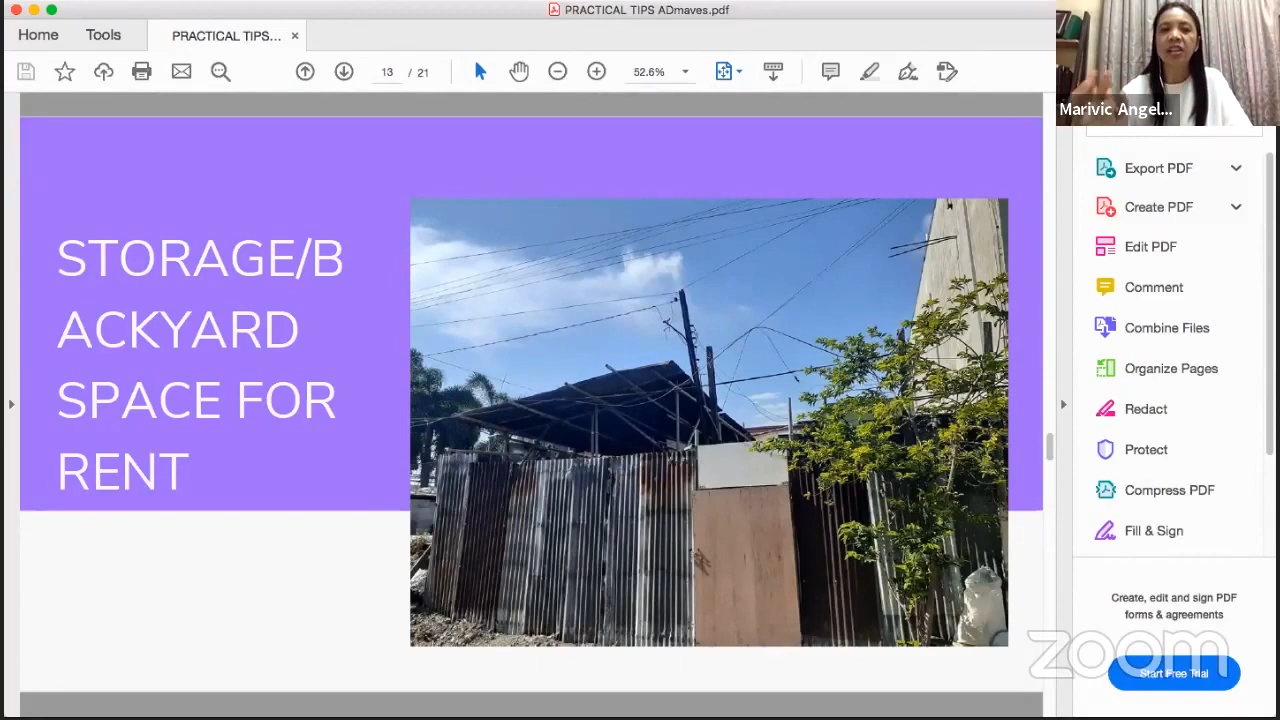 PRACTICAL TIPS ADmaves.pdf
Home
Tools
PRACTICAL TIPS... ×
13 / 21
52.6%
Marivic Angel...
STORAGE/B
ACKYARD
SPACE FOR
RENT
Export PDF
Create PDF
Edit PDF
Comment
Combine Files
Organize Pages
Redact
Protect
Compress PDF
Fill & Sign
Create, edit and sign PDF
forms & agreements
zoom
Start Free Trial